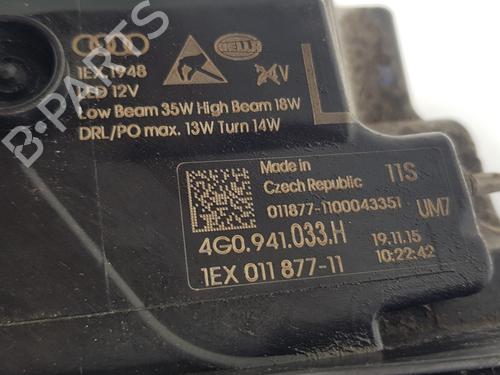 HELLA
1EX.1948
LED 12V
24V
Low Beam 35W High Beam 18W
DRL/PO max. 13W Turn 14W
L
B-PARTS
Made in
Czech Republic
11S
011877-1100043351
UM7
4G0.941.033.H
19.11.15
1EX 011 877-11
10:22:42